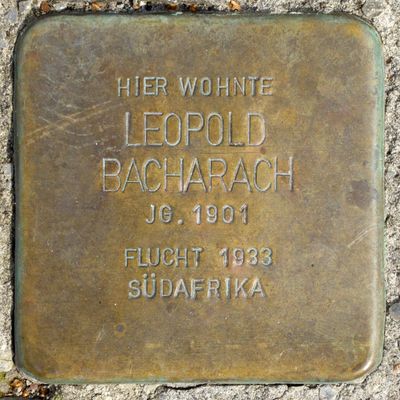 HIER WOHNTE
LEOPOLD
BACHARACH
JG. 1901
FLUCHT 1933
SÜDAFRIKA